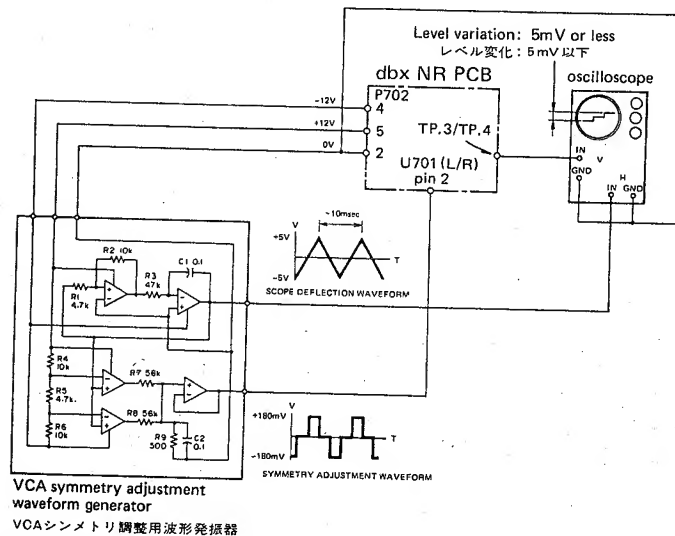 Level variation: 5mV or less
レベル変化：5mV 以下
dbx NR PCB
oscilloscope
P702
-12V
4
+12V
5
TP.3/TP.4
0V
2
U701 (L/R)
pin 2
IN
V
GND
H
IN
GND
~10msec
V
+5V
T
-5V
SCOPE DEFLECTION WAVEFORM
R2 10k
C1 0.1
R3
47k
R1
4.7k
R4
10k
R7 56k
R5
4.7k
R8 56k
R6
10k
R9
500
C2
0.1
V
+180mV
T
-180mV
SYMMETRY ADJUSTMENT WAVEFORM
VCA symmetry adjustment
waveform generator
VCAシンメトリ調整用波形発振器